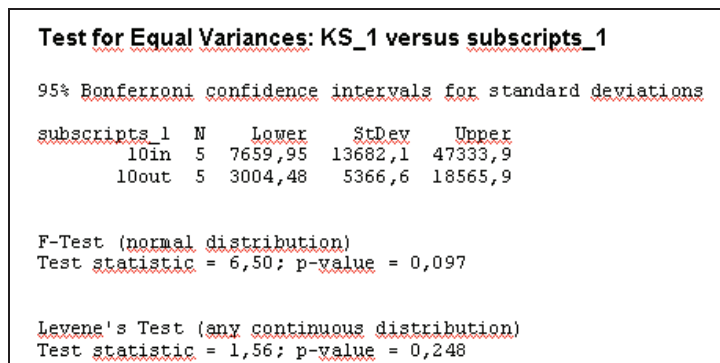 Test for Equal Variances: KS_1 versus subscripts_1
95% Bonferroni confidence intervals for standard deviations
subscripts_1 N Lower StDev Upper
10in 5 7659,95 13682,1 47333,9
10out 5 3004,48 5366,6 18565,9
F-Test (normal distribution)
Test statistic = 6,50; p-value = 0,097
Levene's Test (any continuous distribution)
Test statistic = 1,56; p-value = 0,248